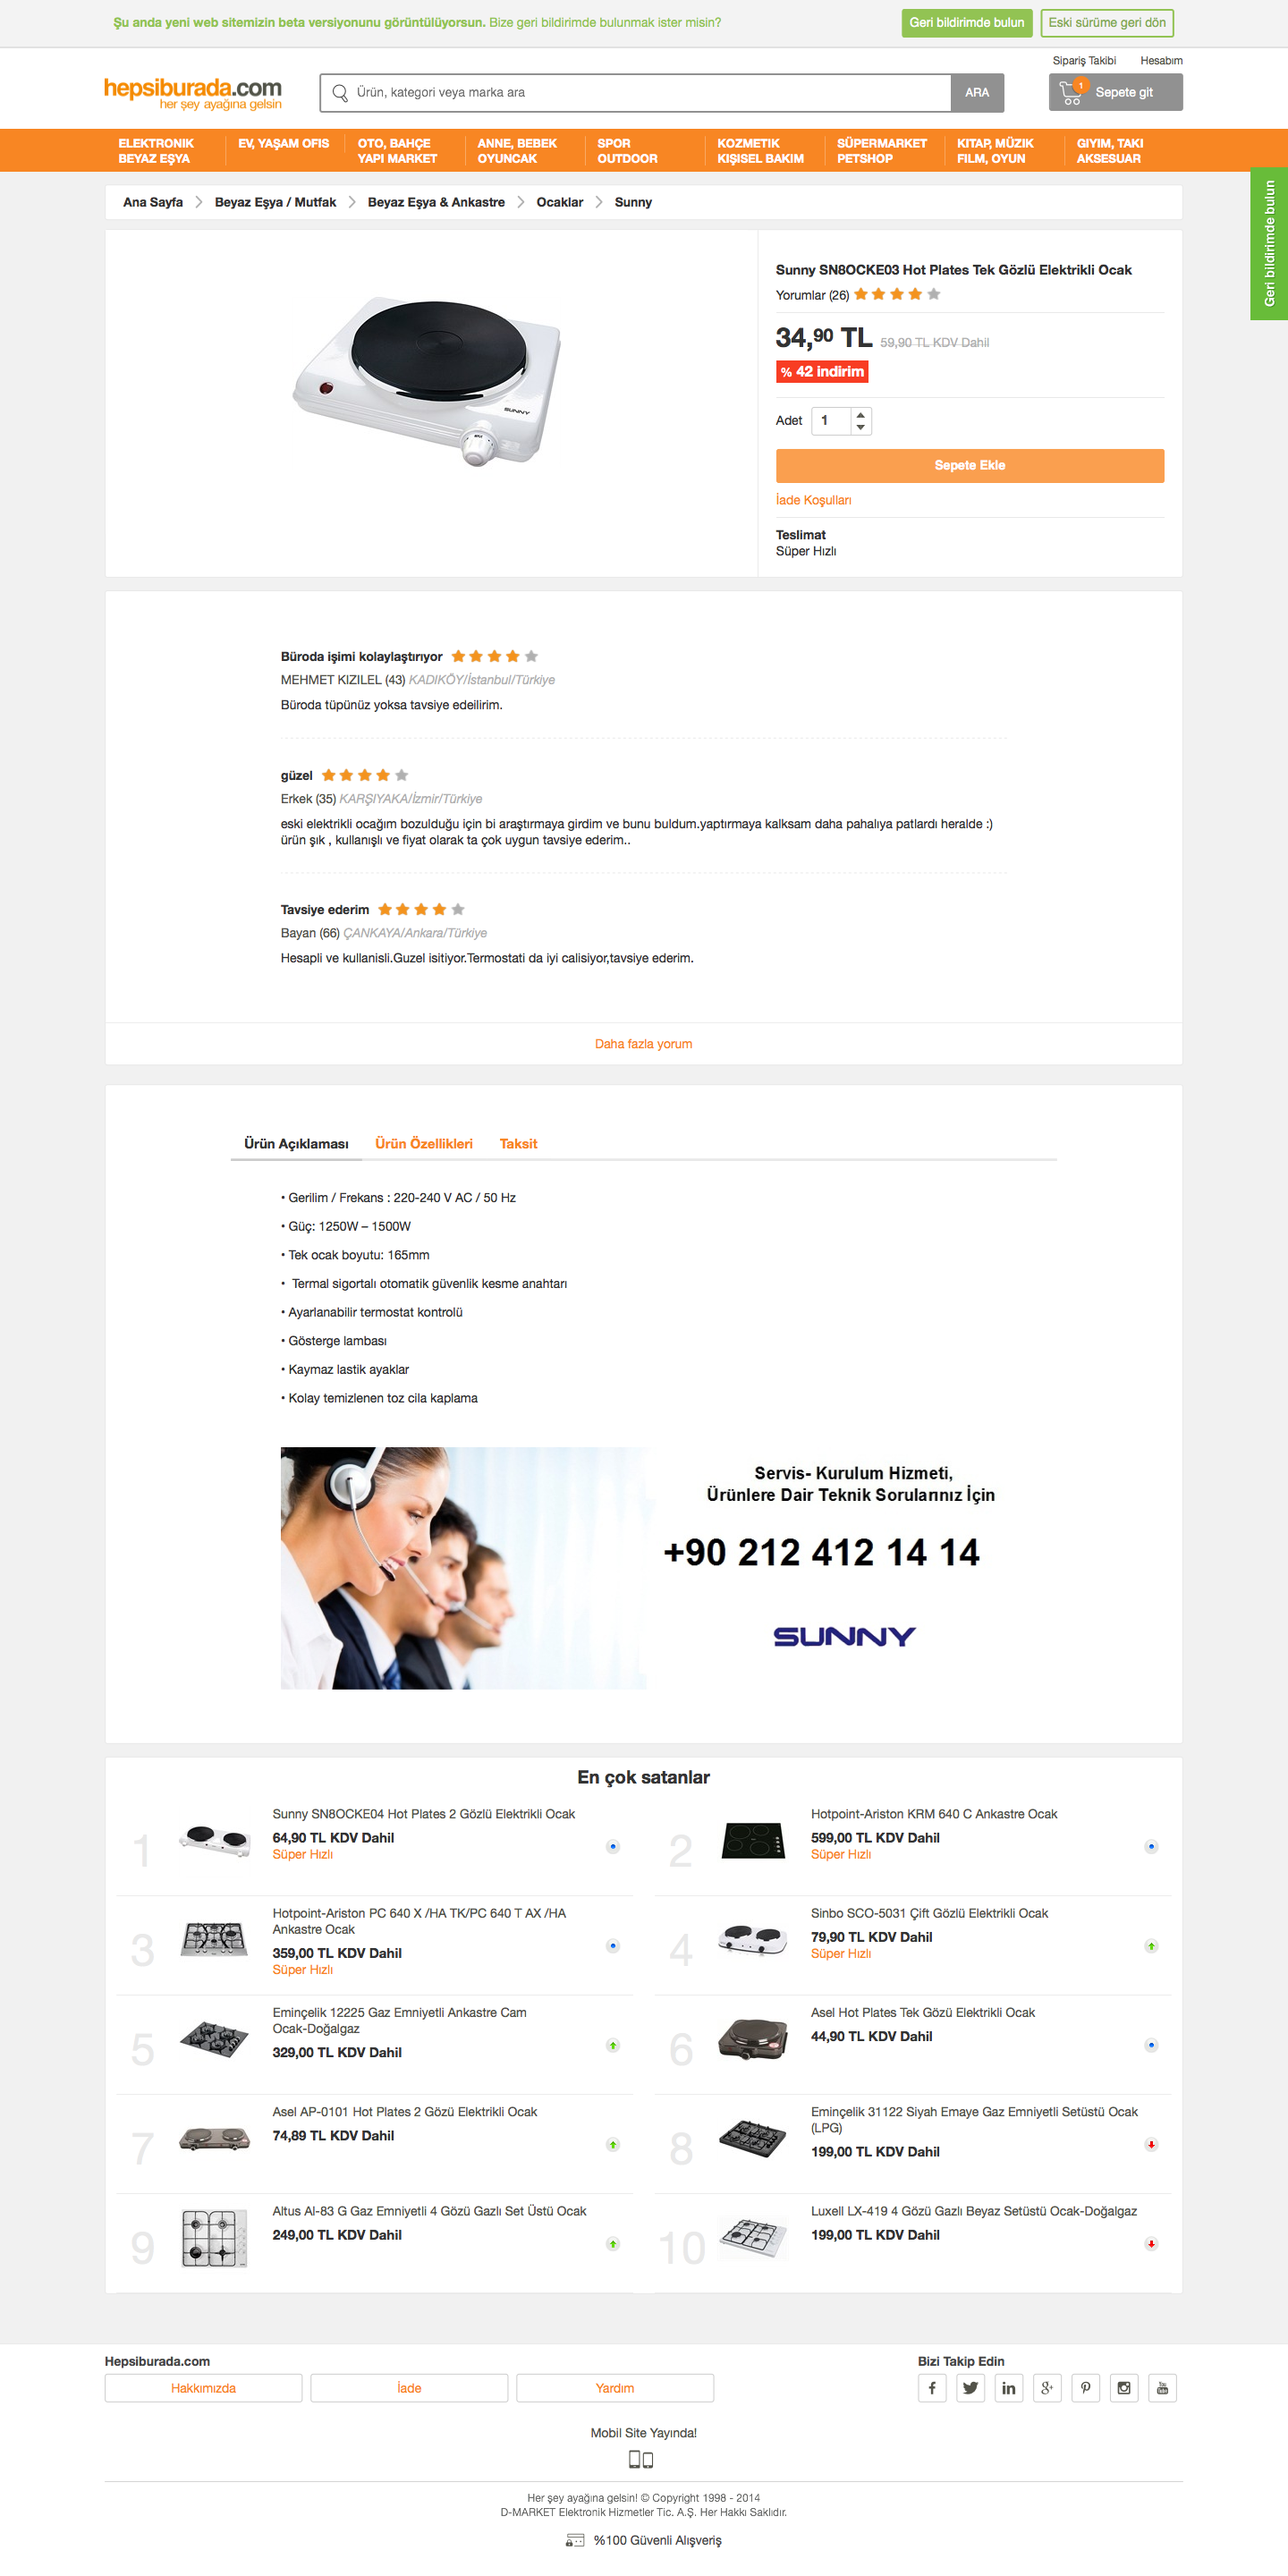 Şu anda yeni web sitemizin beta versiyonunu görüntülüyorsun. Bize geri bildirimde bulunmak ister misin?
Geri bildirimde bulun
Eski sürüme geri dön
Sipariş Takibi
Hesabım
hepsiburada.com
her şey ayağına gelsin
Ürün, kategori veya marka ara
ARA
1
Sepete git
ELEKTRONIK
BEYAZ EŞYA
EV, YAŞAM OFIS
OTO, BAHÇE
YAPI MARKET
ANNE, BEBEK
OYUNCAK
SPOR
OUTDOOR
KOZMETIK
KIŞISEL BAKIM
SÜPERMARKET
PETSHOP
KITAP, MÜZIK
FILM, OYUN
GIYIM, TAKI
AKSESUAR
Geri bildirimde bulun
Ana Sayfa
Beyaz Eşya / Mutfak
Beyaz Eşya & Ankastre
Ocaklar
Sunny
SUNNY
Sunny SN8OCKE03 Hot Plates Tek Gözlü Elektrikli Ocak
Yorumlar (26)
34,90 TL 59,90 TL KDV Dahil
% 42 indirim
Adet 1
Sepete Ekle
İade Koşulları
Teslimat
Süper Hızlı
Büroda işimi kolaylaştırıyor
MEHMET KIZILEL (43) KADIKÖY/İstanbul/Türkiye
Büroda tüpünüz yoksa tavsiye edeilirim.
güzel
Erkek (35) KARŞIYAKA/İzmir/Türkiye
eski elektrikli ocağım bozulduğu için bi araştırmaya girdim ve bunu buldum.yaptırmaya kalksam daha pahalıya patlardı heralde :)
ürün şık , kullanışlı ve fiyat olarak ta çok uygun tavsiye ederim..
Tavsiye ederim
Bayan (66) ÇANKAYA/Ankara/Türkiye
Hesapli ve kullanisli.Guzel isitiyor.Termostati da iyi calisiyor,tavsiye ederim.
Daha fazla yorum
Ürün Açıklaması
Ürün Özellikleri
Taksit
• Gerilim / Frekans : 220-240 V AC / 50 Hz
• Güç: 1250W – 1500W
• Tek ocak boyutu: 165mm
• Termal sigortalı otomatik güvenlik kesme anahtarı
• Ayarlanabilir termostat kontrolü
• Gösterge lambası
• Kaymaz lastik ayaklar
• Kolay temizlenen toz cila kaplama
Servis- Kurulum Hizmeti,
Ürünlere Dair Teknik Sorularınız İçin
+90 212 412 14 14
SUNNY
En çok satanlar
1
Sunny SN8OCKE04 Hot Plates 2 Gözlü Elektrikli Ocak
64,90 TL KDV Dahil
Süper Hızlı
2
Hotpoint-Ariston KRM 640 C Ankastre Ocak
599,00 TL KDV Dahil
Süper Hızlı
3
Hotpoint-Ariston PC 640 X /HA TK/PC 640 T AX /HA
Ankastre Ocak
359,00 TL KDV Dahil
Süper Hızlı
4
Sinbo SCO-5031 Çift Gözlü Elektrikli Ocak
79,90 TL KDV Dahil
Süper Hızlı
5
Eminçelik 12225 Gaz Emniyetli Ankastre Cam
Ocak-Doğalgaz
329,00 TL KDV Dahil
6
Asel Hot Plates Tek Gözü Elektrikli Ocak
44,90 TL KDV Dahil
7
Asel AP-0101 Hot Plates 2 Gözü Elektrikli Ocak
74,89 TL KDV Dahil
8
Eminçelik 31122 Siyah Emaye Gaz Emniyetli Setüstü Ocak
(LPG)
199,00 TL KDV Dahil
9
Altus Al-83 G Gaz Emniyetli 4 Gözü Gazlı Set Üstü Ocak
249,00 TL KDV Dahil
10
Luxell LX-419 4 Gözü Gazlı Beyaz Setüstü Ocak-Doğalgaz
199,00 TL KDV Dahil
Hepsiburada.com
Hakkımızda
İade
Yardım
Bizi Takip Edin
Mobil Site Yayında!
Her şey ayağına gelsin! © Copyright 1998 - 2014
D-MARKET Elektronik Hizmetler Tic. A.Ş. Her Hakkı Saklıdır.
%100 Güvenli Alışveriş